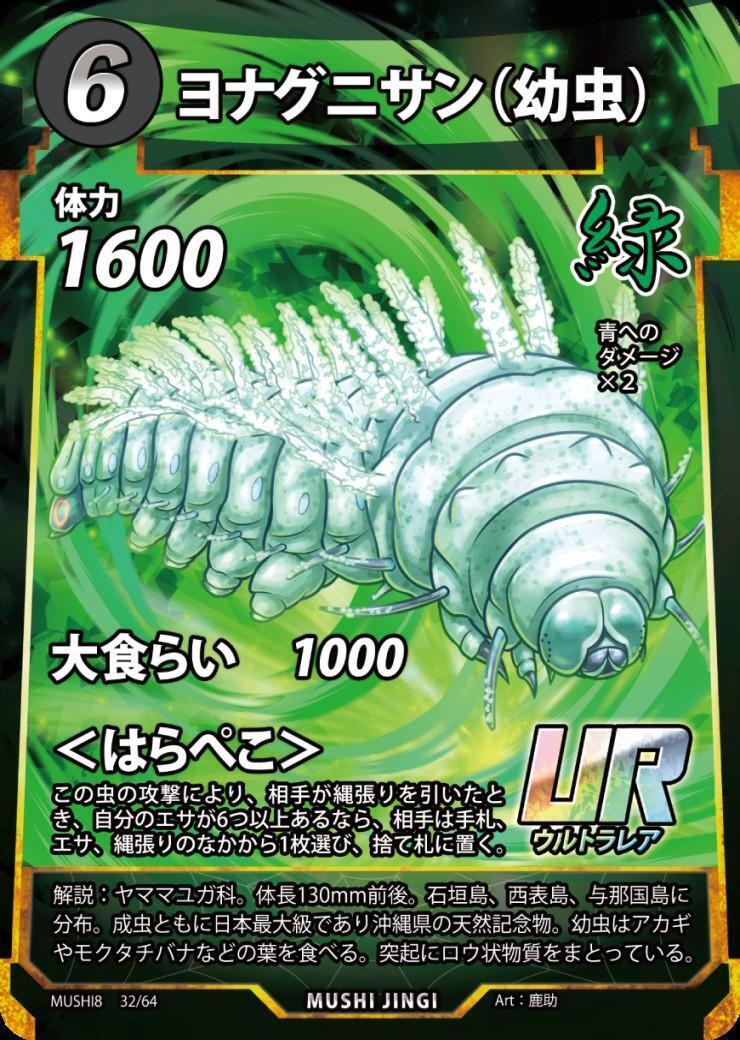 6
ヨナグニサン(幼虫)
体力
1600
緑
青への
ダメージ
×2
大食らい 1000
＜はらぺこ＞
この虫の攻撃により、相手が縄張りを引いたと
き、自分のエサが6つ以上あるなら、相手は手札、
エサ、縄張りのなかから1枚選び、捨て札に置く。
UR
ウルトラレア
解説：ヤママユガ科。体長130mm前後。石垣島、西表島、与那国島に
分布。成虫ともに日本最大級であり沖縄県の天然記念物。幼虫はアカギ
やモクタチバナなどの葉を食べる。突起にロウ状物質をまとっている。
MUSHI8 32/64
MUSHI JINGI
Art：鹿助